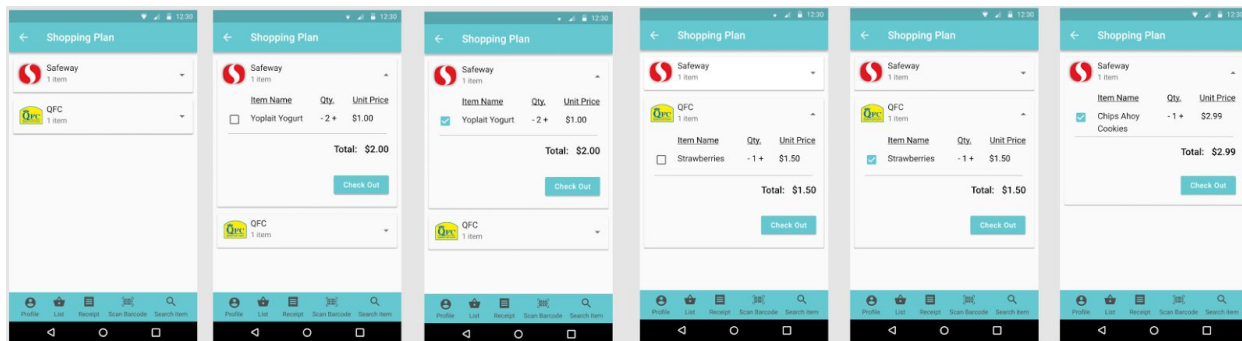 12:30
Shopping Plan
Safeway
1 item
QFC
QFC
1 item
Profile List Receipt Scan Barcode Search Item
12:30
Shopping Plan
Safeway
1 item
Item Name Qty. Unit Price
Yoplait Yogurt - 2 + $1.00
Total: $2.00
Check Out
QFC
QFC
1 item
Profile List Receipt Scan Barcode Search Item
12:30
Shopping Plan
Safeway
1 item
Item Name Qty. Unit Price
Yoplait Yogurt - 2 + $1.00
Total: $2.00
Check Out
QFC
QFC
1 item
Profile List Receipt Scan Barcode Search Item
12:30
Shopping Plan
Safeway
1 item
QFC
QFC
1 item
Item Name Qty. Unit Price
Strawberries - 1 + $1.50
Total: $1.50
Check Out
Profile List Receipt Scan Barcode Search Item
12:30
Shopping Plan
Safeway
1 item
QFC
QFC
1 item
Item Name Qty. Unit Price
Strawberries - 1 + $1.50
Total: $1.50
Check Out
Profile List Receipt Scan Barcode Search Item
12:30
Shopping Plan
Safeway
1 item
Item Name Qty. Unit Price
Chips Ahoy - 1 + $2.99
Cookies
Total: $2.99
Check Out
Profile List Receipt Scan Barcode Search Item